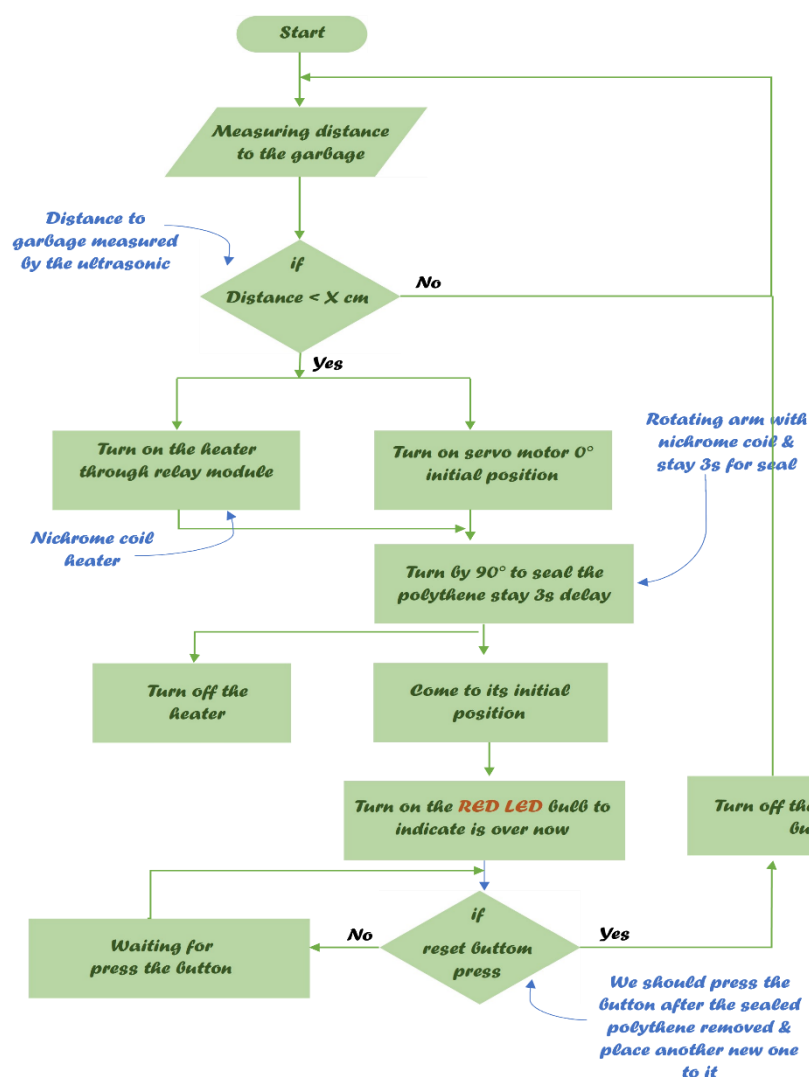 Start
Measuring distance
to the garbage
Distance to
garbage measured
by the ultrasonic
if
Distance < X cm
No
Yes
Turn on the heater
through relay module
Turn on servo motor 0°
initial position
Rotating arm with
nichrome coil &
stay 3s for seal
Nichrome coil
heater
Turn by 90° to seal the
polythene stay 3s delay
Turn off the
heater
Come to its initial
position
Turn on the RED LED bulb to
indicate is over now
Turn off the
if
reset buttom
press
No
Yes
Waiting for
press the button
We should press the
button after the sealed
polythene removed &
place another new one
to it